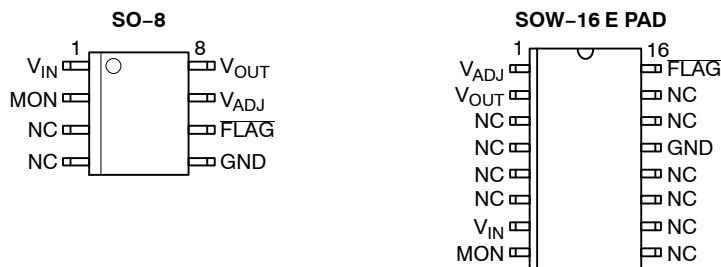 SO–8
1 8
VIN VOUT
MON VADJ
NC FLAG
NC GND
SOW–16 E PAD
1 16
VADJ FLAG
VOUT NC
NC NC
NC GND
NC NC
NC NC
VIN NC
MON NC